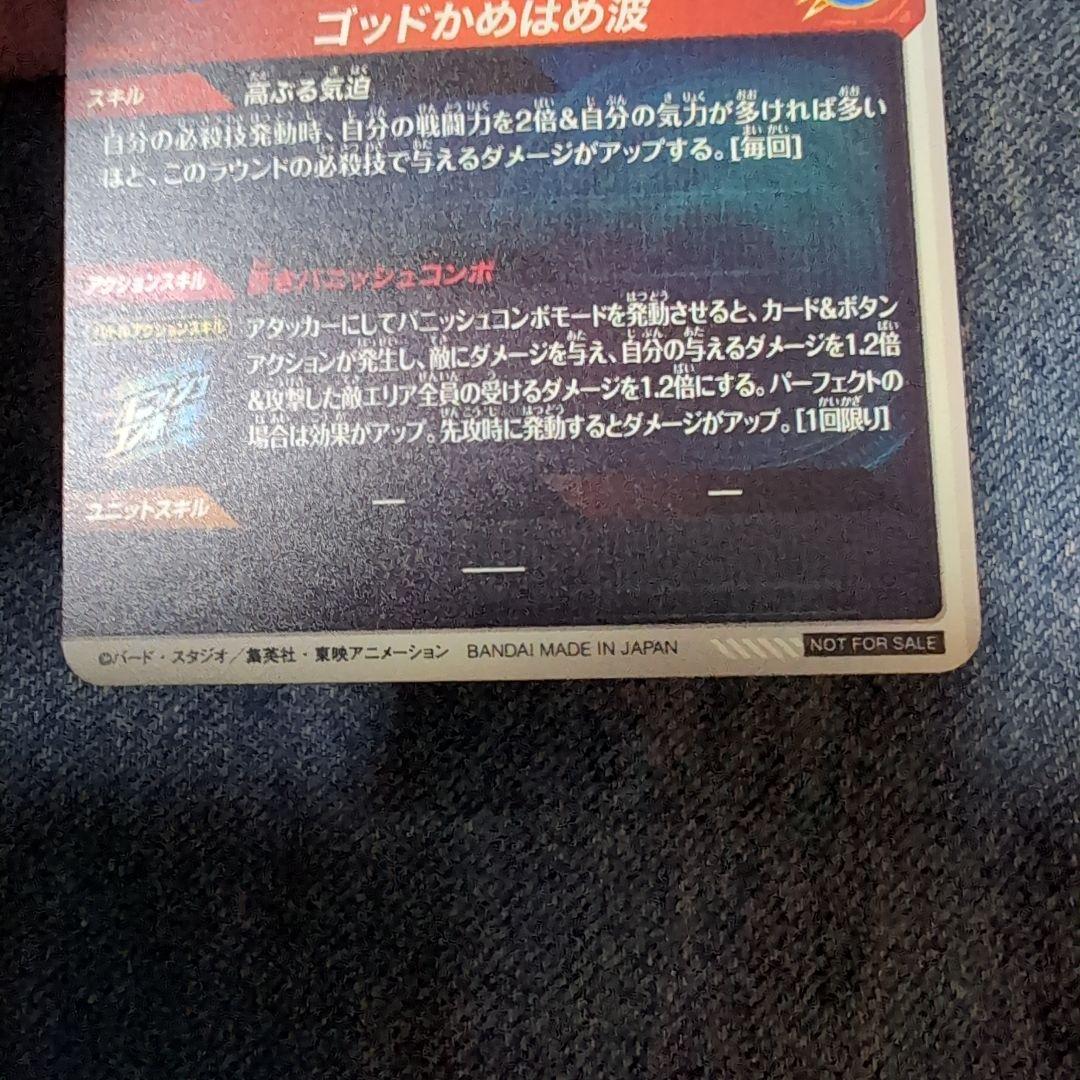 ゴッドかめはめ波
スキル
高ぶる気迫
自分の必殺技発動時、自分の戦闘力を2倍&自分の気力が多ければ多い
ほど、このラウンドの必殺技で与えるダメージがアップする。[毎回]
アクションスキル
バニッシュコンボ
バトルアクションスキル
アタッカーにしてバニッシュコンボモードを発動させると、カード&ボタン
アクションが発生し、敵にダメージを与え、自分の与えるダメージを1.2倍
&攻撃した敵エリア全員の受けるダメージを1.2倍にする。パーフェクトの
場合は効果がアップ。先攻時に発動するとダメージがアップ。[1回限り]
ユニットスキル
—
—
—
©バード・スタジオ/集英社・東映アニメーション BANDAI MADE IN JAPAN
NOT FOR SALE